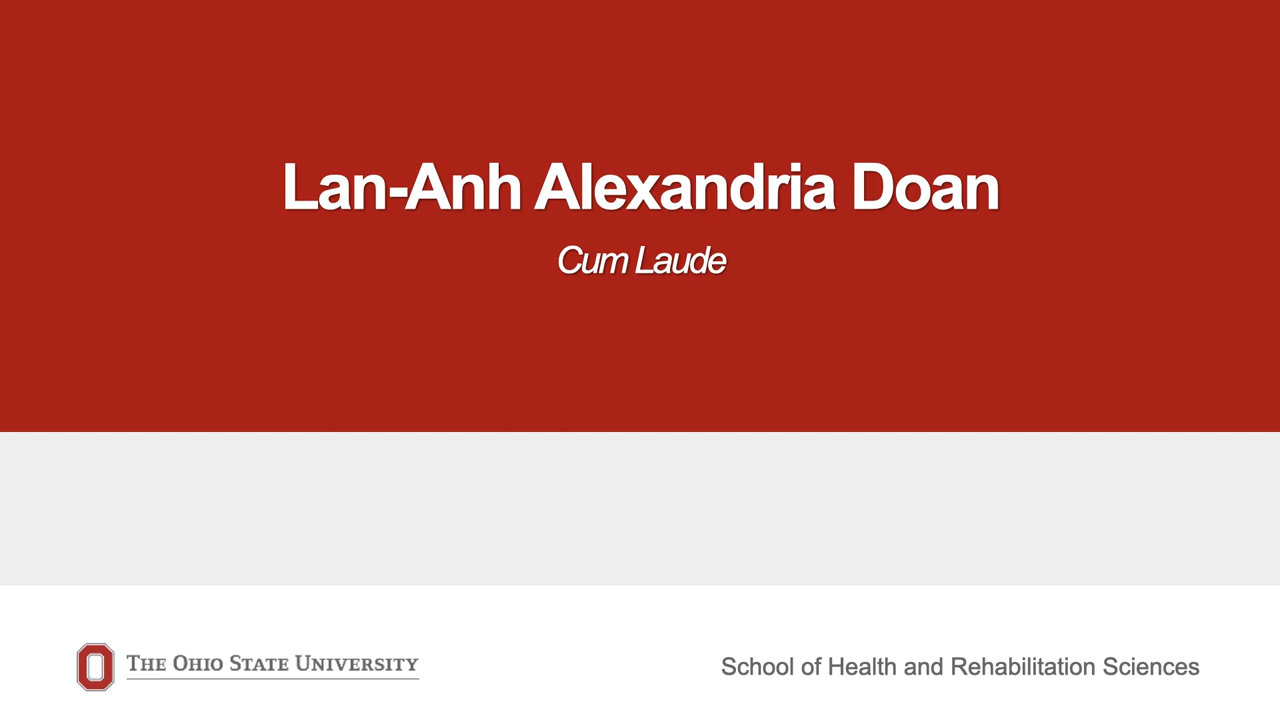 Lan-Anh Alexandria Doan
Cum Laude
The Ohio State University
School of Health and Rehabilitation Sciences